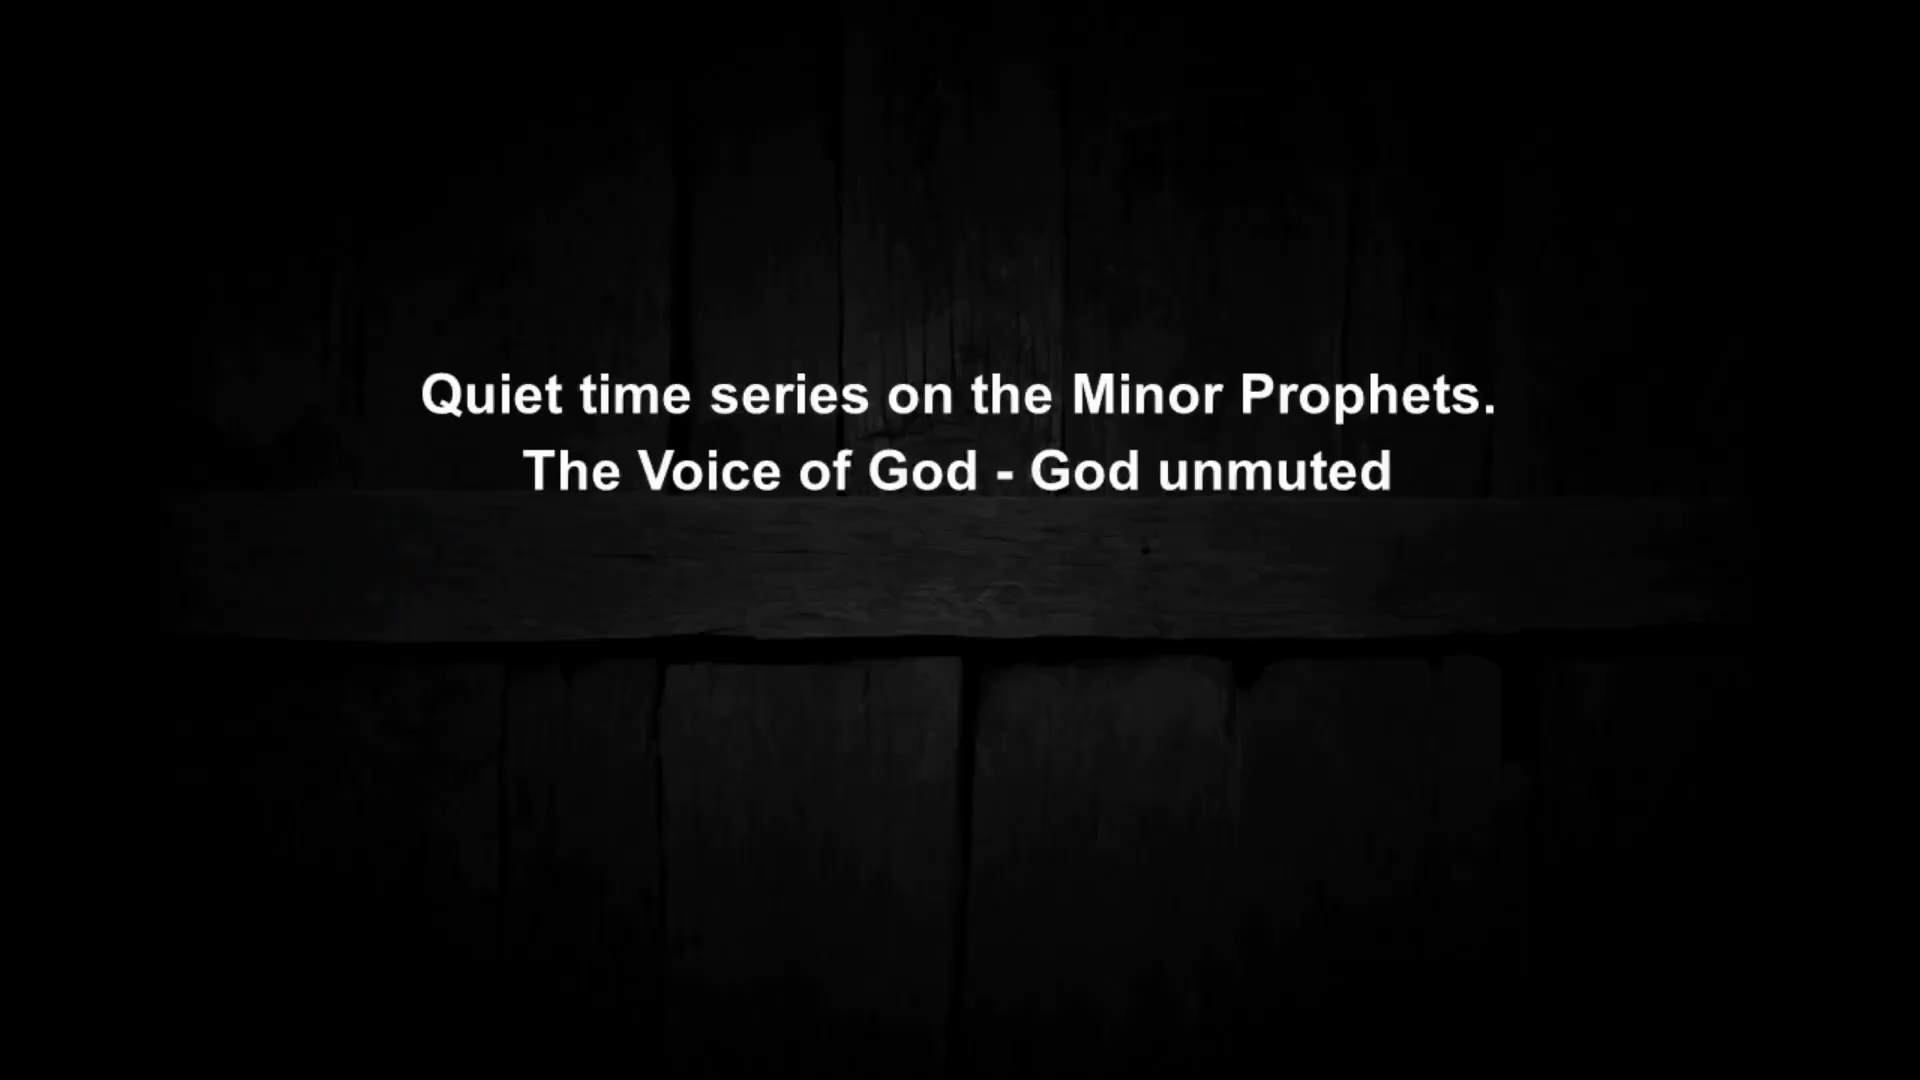 Quiet time series on the Minor Prophets.
The Voice of God - God unmuted